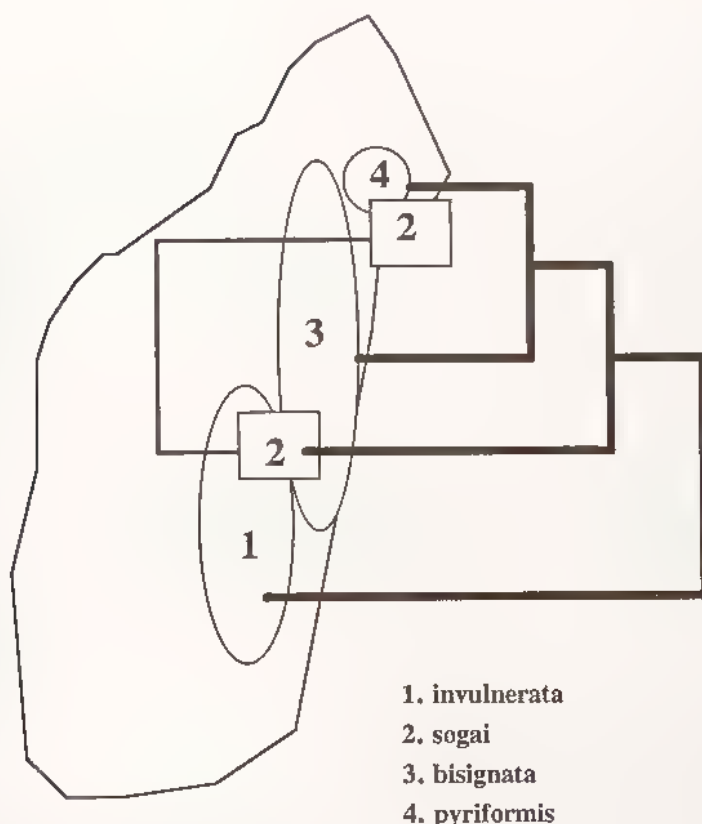 4
2
3
2
1
1. invulnerata
2. sogai
3. bisignata
4. pyriformis